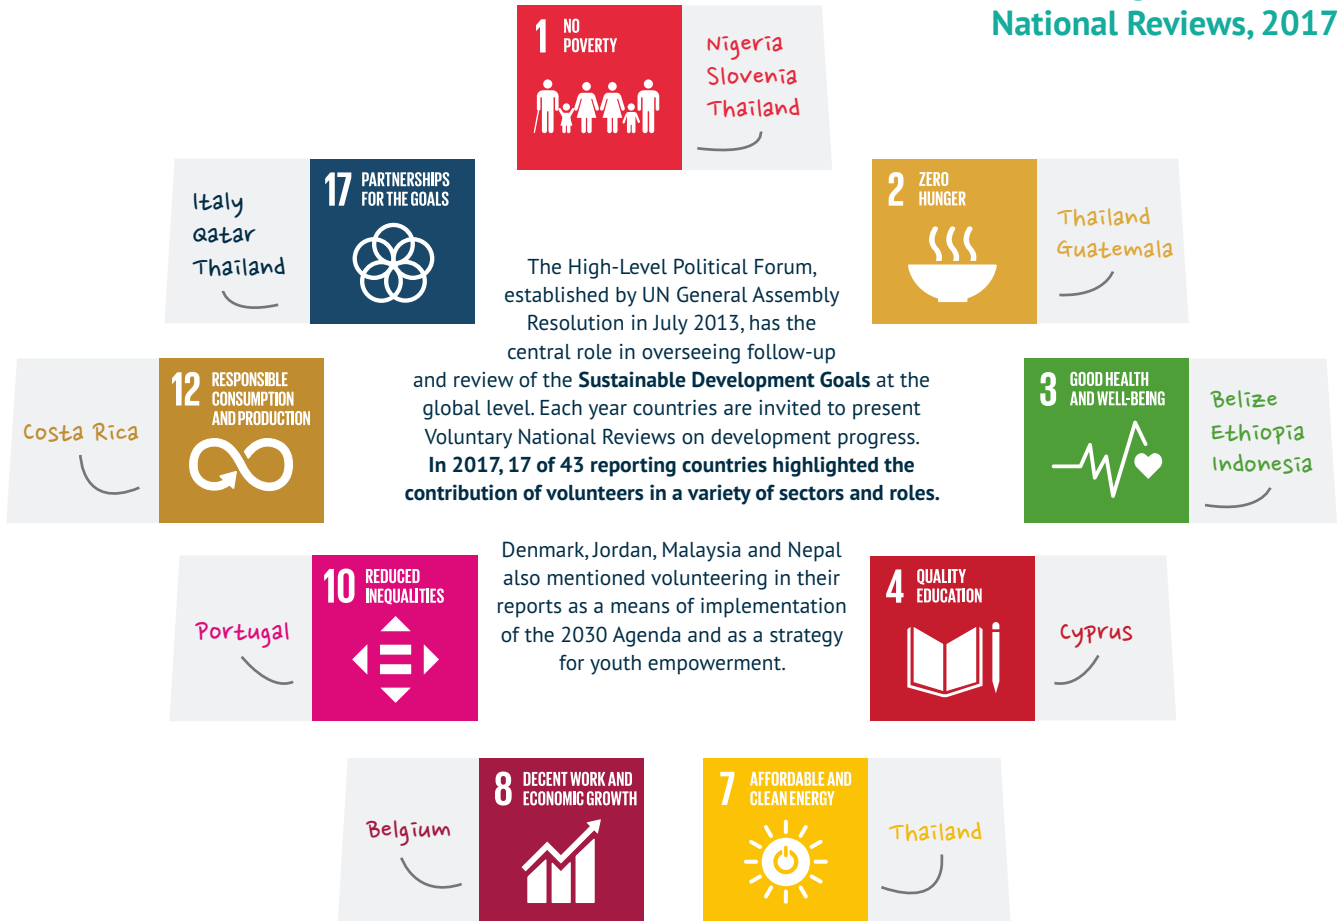 National Reviews, 2017
1 NO
POVERTY
Nigeria
Slovenia
Thailand
17 PARTNERSHIPS
FOR THE GOALS
Italy
Qatar
Thailand
2 ZERO
HUNGER
Thailand
Guatemala
The High-Level Political Forum,
established by UN General Assembly
Resolution in July 2013, has the
central role in overseeing follow-up
and review of the Sustainable Development Goals at the
global level. Each year countries are invited to present
Voluntary National Reviews on development progress.
In 2017, 17 of 43 reporting countries highlighted the
contribution of volunteers in a variety of sectors and roles.
12 RESPONSIBLE
CONSUMPTION
AND PRODUCTION
Costa Rica
3 GOOD HEALTH
AND WELL-BEING
Belize
Ethiopia
Indonesia
Denmark, Jordan, Malaysia and Nepal
also mentioned volunteering in their
reports as a means of implementation
of the 2030 Agenda and as a strategy
for youth empowerment.
10 REDUCED
INEQUALITIES
Portugal
4 QUALITY
EDUCATION
Cyprus
8 DECENT WORK AND
ECONOMIC GROWTH
Belgium
7 AFFORDABLE AND
CLEAN ENERGY
Thailand